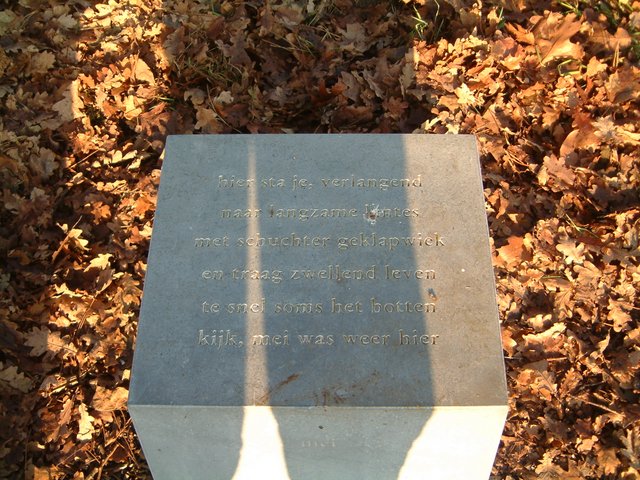 hier sta je, verlangend
naar langzame lentes
met schuchter geklapwiek
en traag zwellend leven
te snel soms het botten
kijk, mei was weer hier
mei